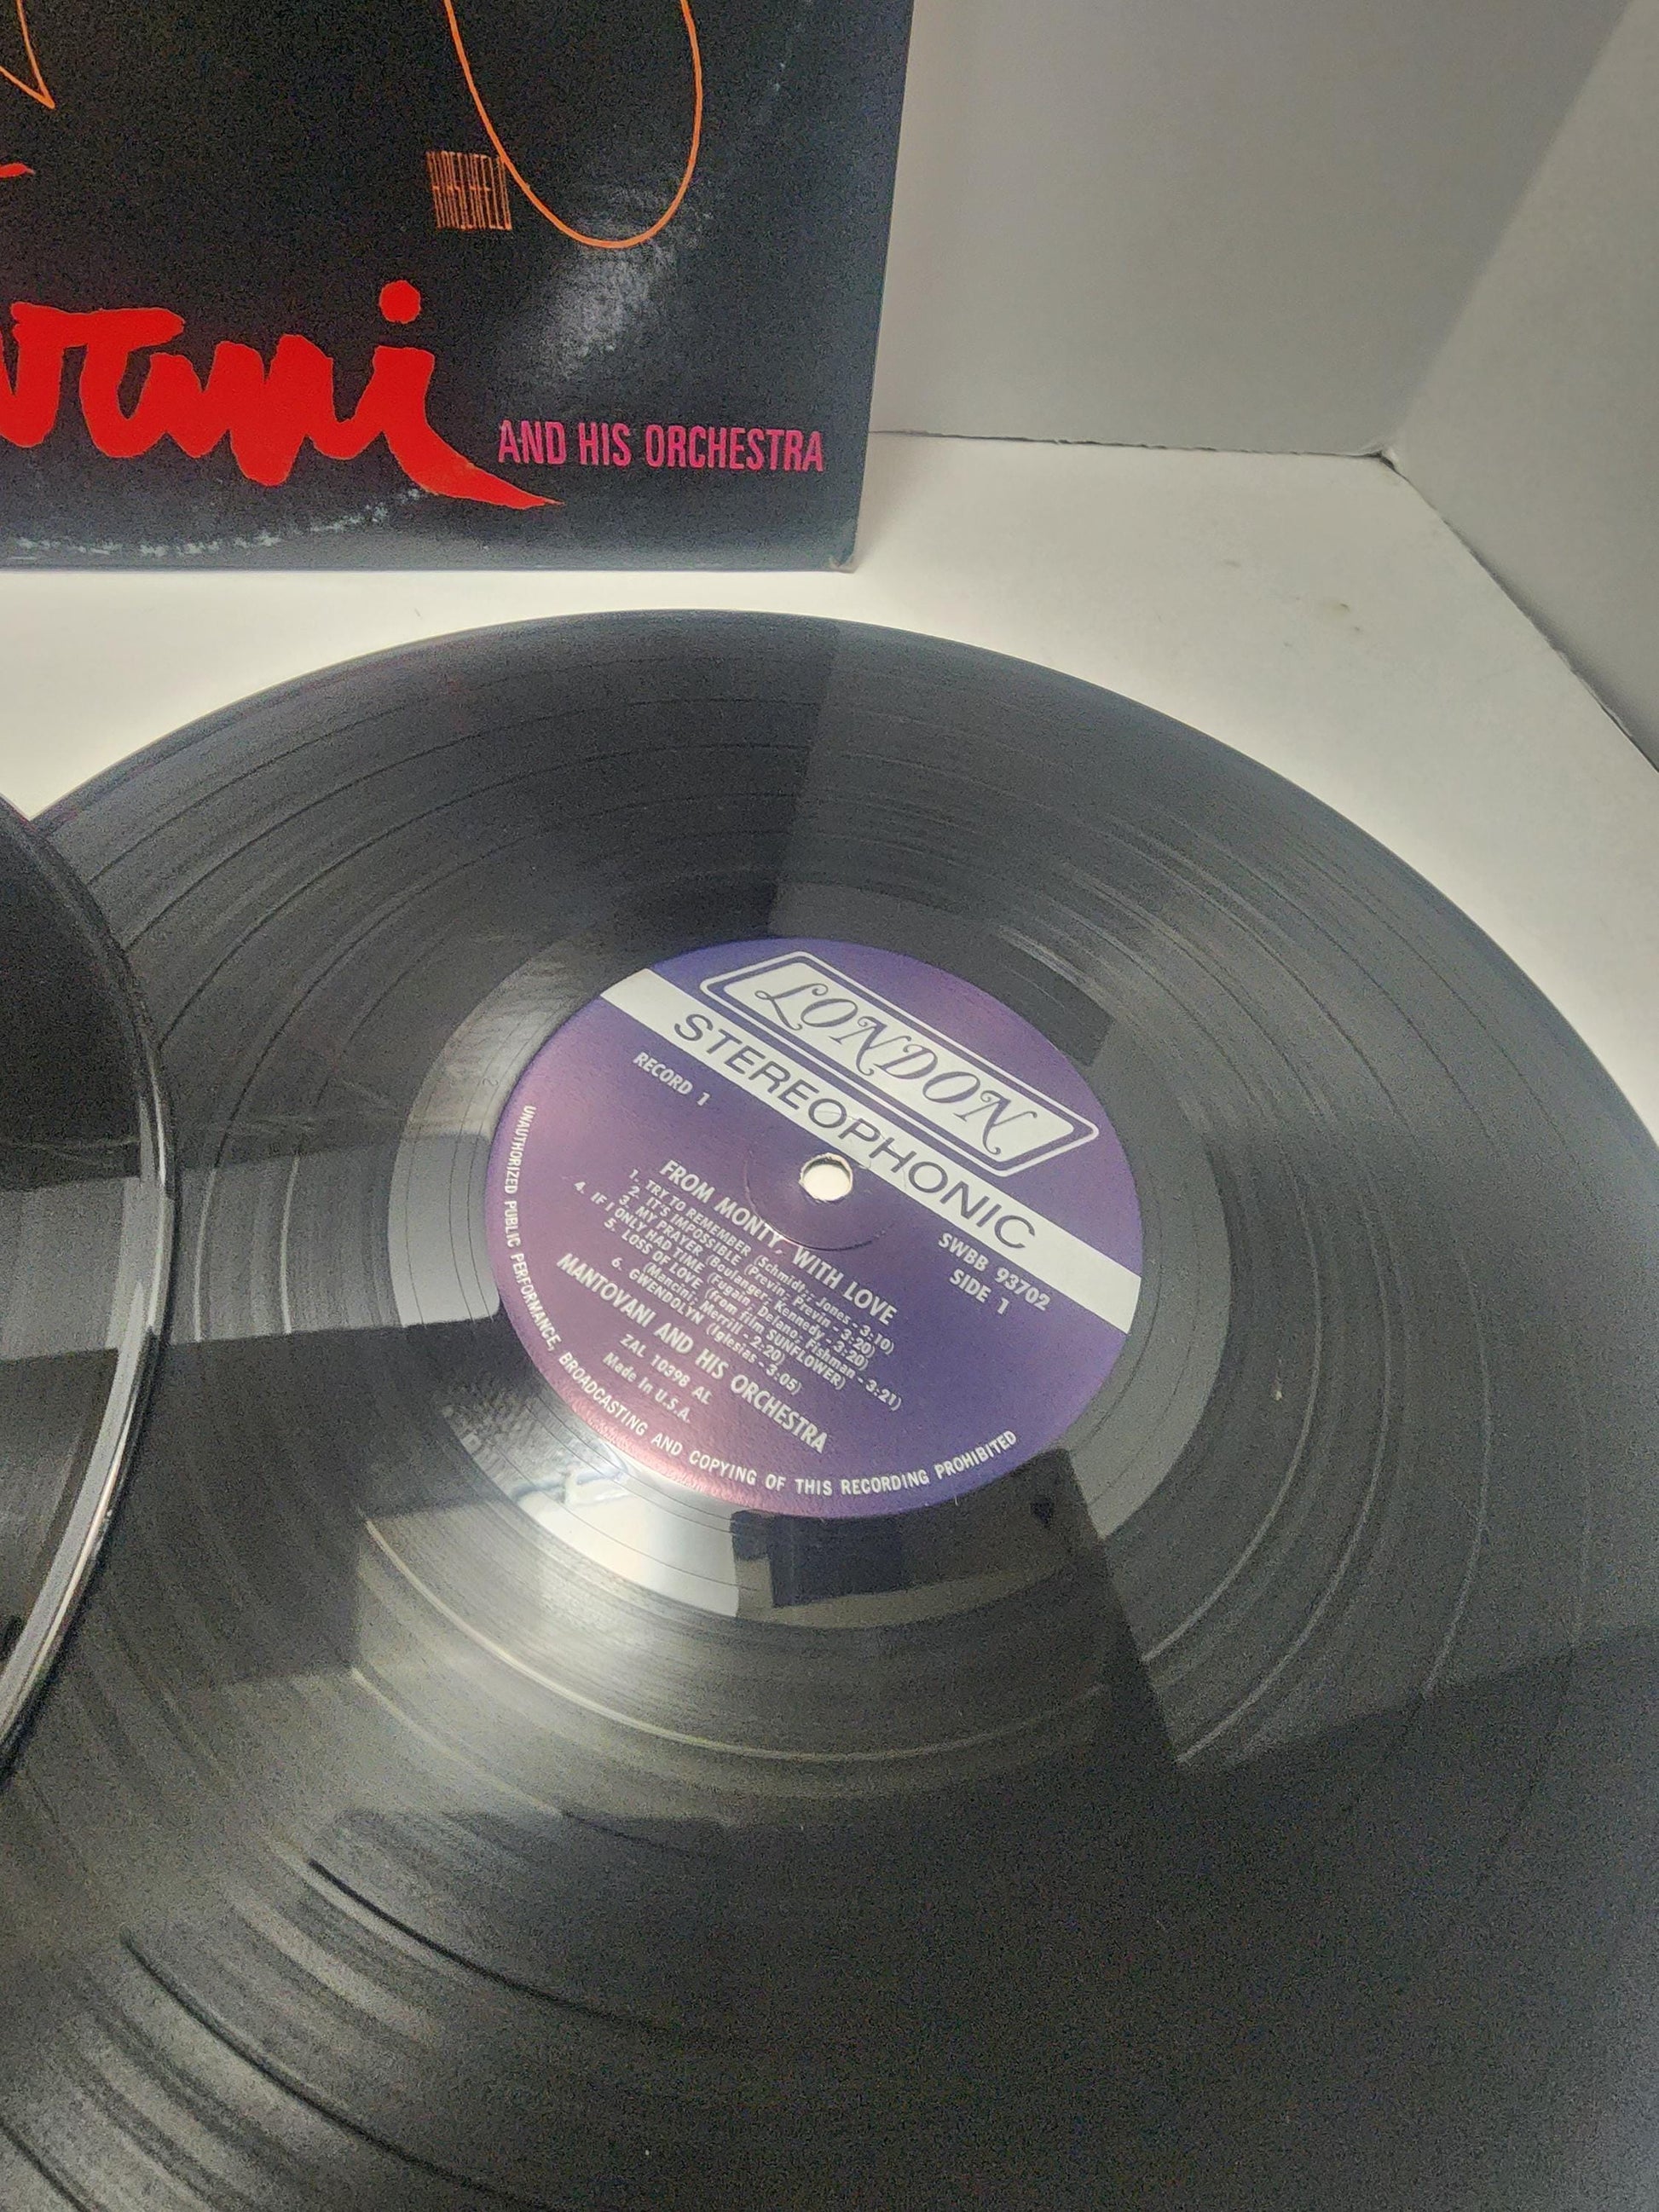 HIRSCHFELD
vani
AND HIS ORCHESTRA
LONDON
STEREOPHONIC
RECORD 1
SWBB 93702
SIDE 1
FROM MONTY, WITH LOVE
1. TRY TO REMEMBER (Schmidt; Jones - 3:10)
2. IT'S IMPOSSIBLE (Previn; Previn - 3:20)
3. MY PRAYER (Boulanger; Kennedy - 3:20)
4. IF I ONLY HAD TIME (Fugain; Delano; Fishman - 3:21)
5. LOSS OF LOVE (from film SUNFLOWER)
(Mancini; Merrill - 2:20)
6. GWENDOLYN (Iglesias - 3:05)
MANTOVANI AND HIS ORCHESTRA
ZAL 10398 AL
Made In U.S.A.
UNAUTHORIZED PUBLIC PERFORMANCE, BROADCASTING AND COPYING OF THIS RECORDING PROHIBITED